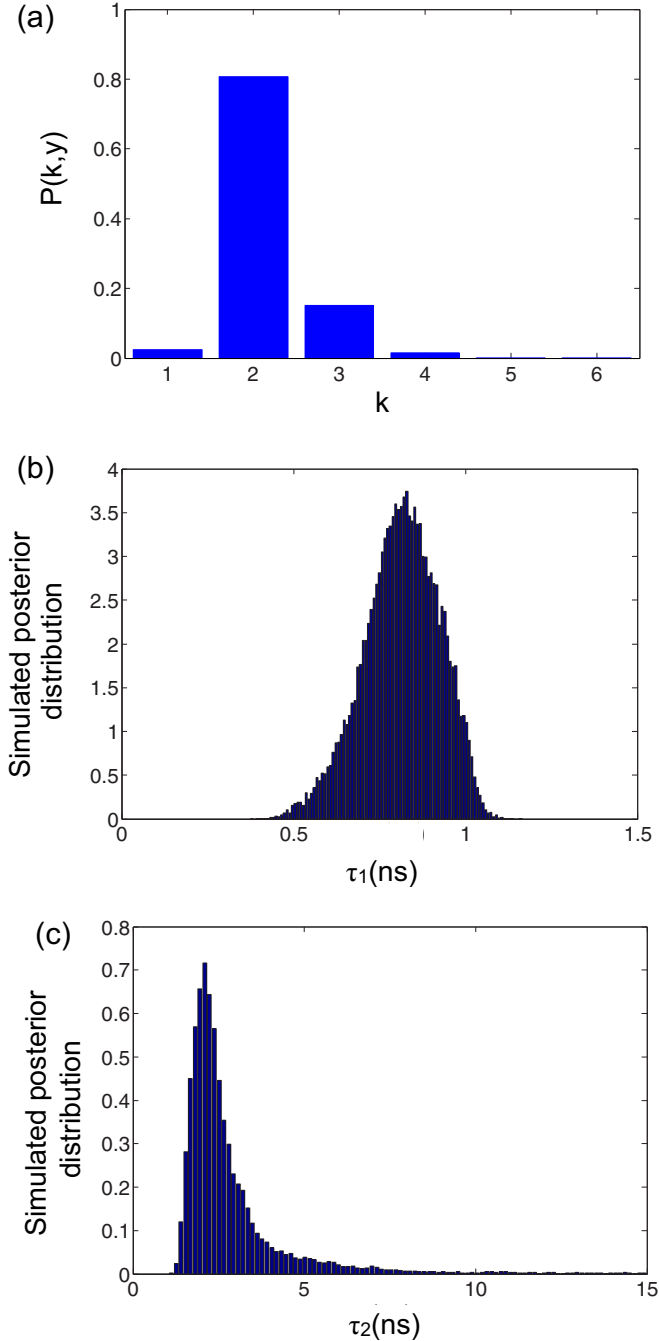 (a)
1
0.8
0.6
0.4
0.2
0
P(k,y)
1 2 3 4 5 6
k
(b)
4
3.5
3
2.5
2
1.5
1
0.5
0
Simulated posterior
distribution
0 0.5 1 1.5
τ1(ns)
(c)
0.8
0.7
0.6
0.5
0.4
0.3
0.2
0.1
0
Simulated posterior
distribution
0 5 10 15
τ2(ns)